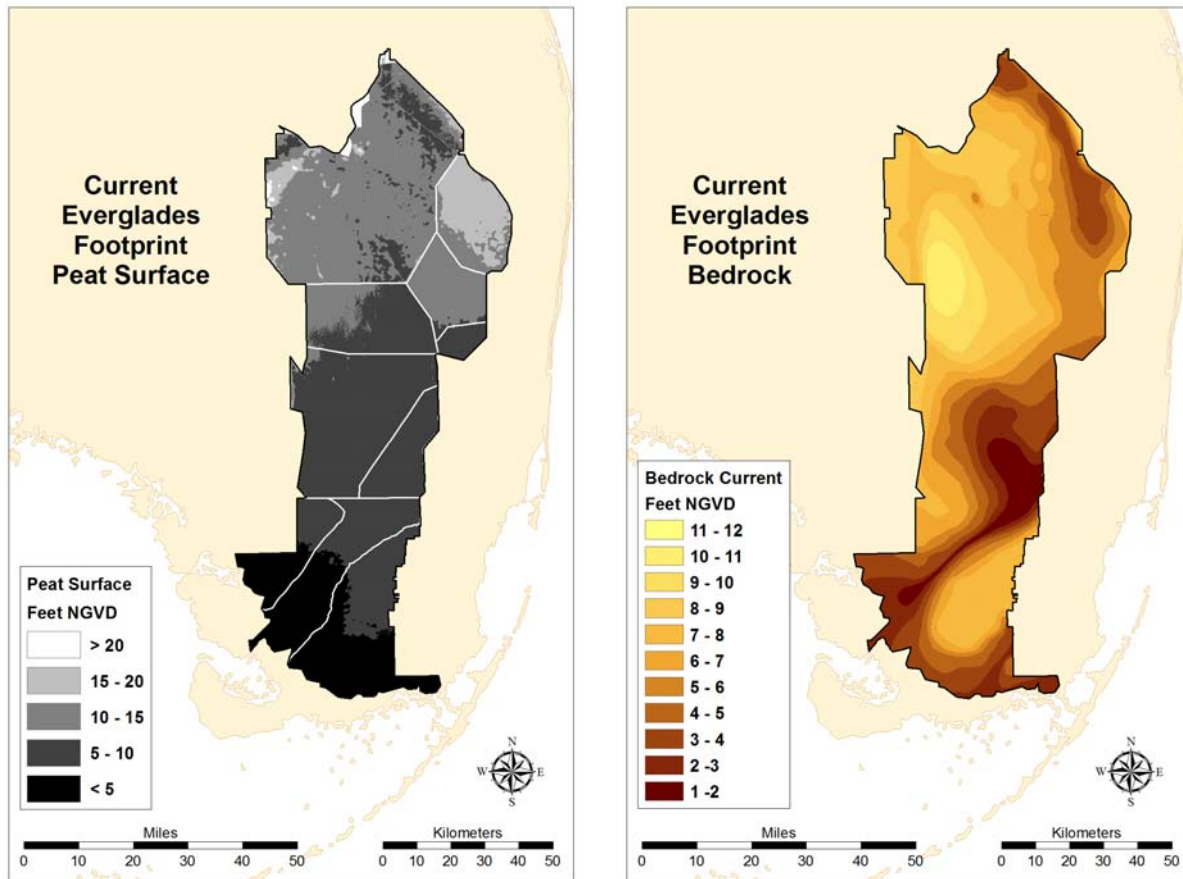 Current
Everglades
Footprint
Peat Surface
Peat Surface
Feet NGVD
> 20
15 - 20
10 - 15
5 - 10
< 5
N
W E
S
Miles
0 10 20 30 40 50
Kilometers
0 10 20 30 40 50
Current
Everglades
Footprint
Bedrock
Bedrock Current
Feet NGVD
11 - 12
10 - 11
9 - 10
8 - 9
7 - 8
6 - 7
5 - 6
4 - 5
3 - 4
2 -3
1 -2
N
W E
S
Miles
0 10 20 30 40 50
Kilometers
0 10 20 30 40 50